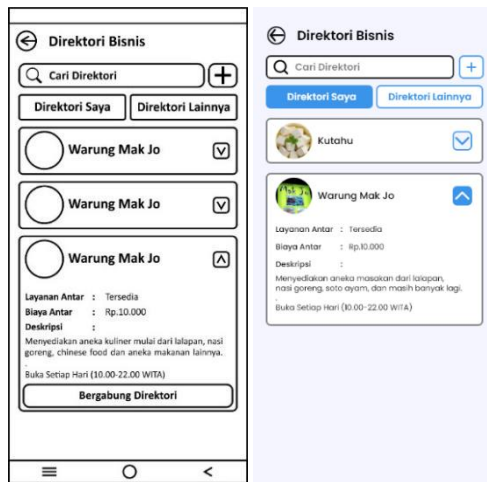 Direktori Bisnis
Cari Direktori
Direktori Saya
Direktori Lainnya
Warung Mak Jo
Warung Mak Jo
Warung Mak Jo
Layanan Antar : Tersedia
Biaya Antar : Rp.10.000
Deskripsi :
Menyediakan aneka kuliner mulai dari lalapan, nasi
goreng, chinese food dan aneka makanan lainnya.
.
Buka Setiap Hari (10.00-22.00 WITA)
Bergabung Direktori
Direktori Bisnis
Cari Direktori
Direktori Saya
Direktori Lainnya
Kutahu
Warung Mak Jo
Layanan Antar : Tersedia
Biaya Antar : Rp.10.000
Deskripsi :
Menyediakan aneka masakan dari lalapan,
nasi goreng, soto ayam, dan masih banyak lagi.
.
Buka Setiap Hari (10.00-22.00 WITA)